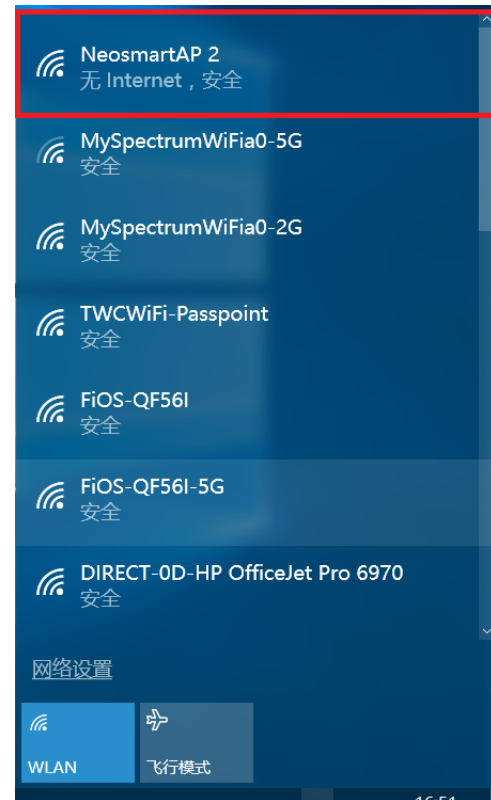 NeosmartAP 2
无 Internet，安全
MySpectrumWiFia0-5G
安全
MySpectrumWiFia0-2G
安全
TWCWiFi-Passpoint
安全
FiOS-QF56I
安全
FiOS-QF56I-5G
安全
DIRECT-0D-HP OfficeJet Pro 6970
安全
网络设置
WLAN
飞行模式